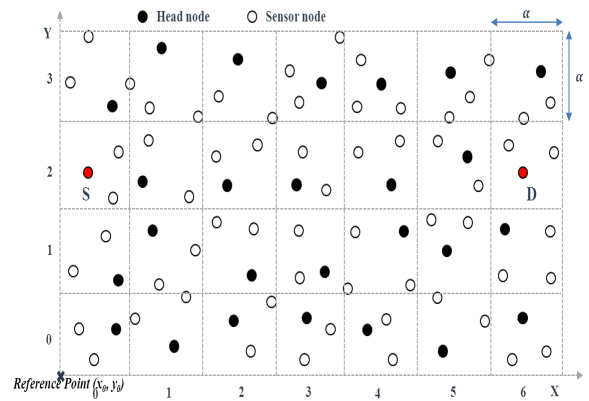 Head node Sensor node
α
Y
3
α
2
S
D
1
0
Reference Point (x0, y0)
0 1 2 3 4 5 6 X